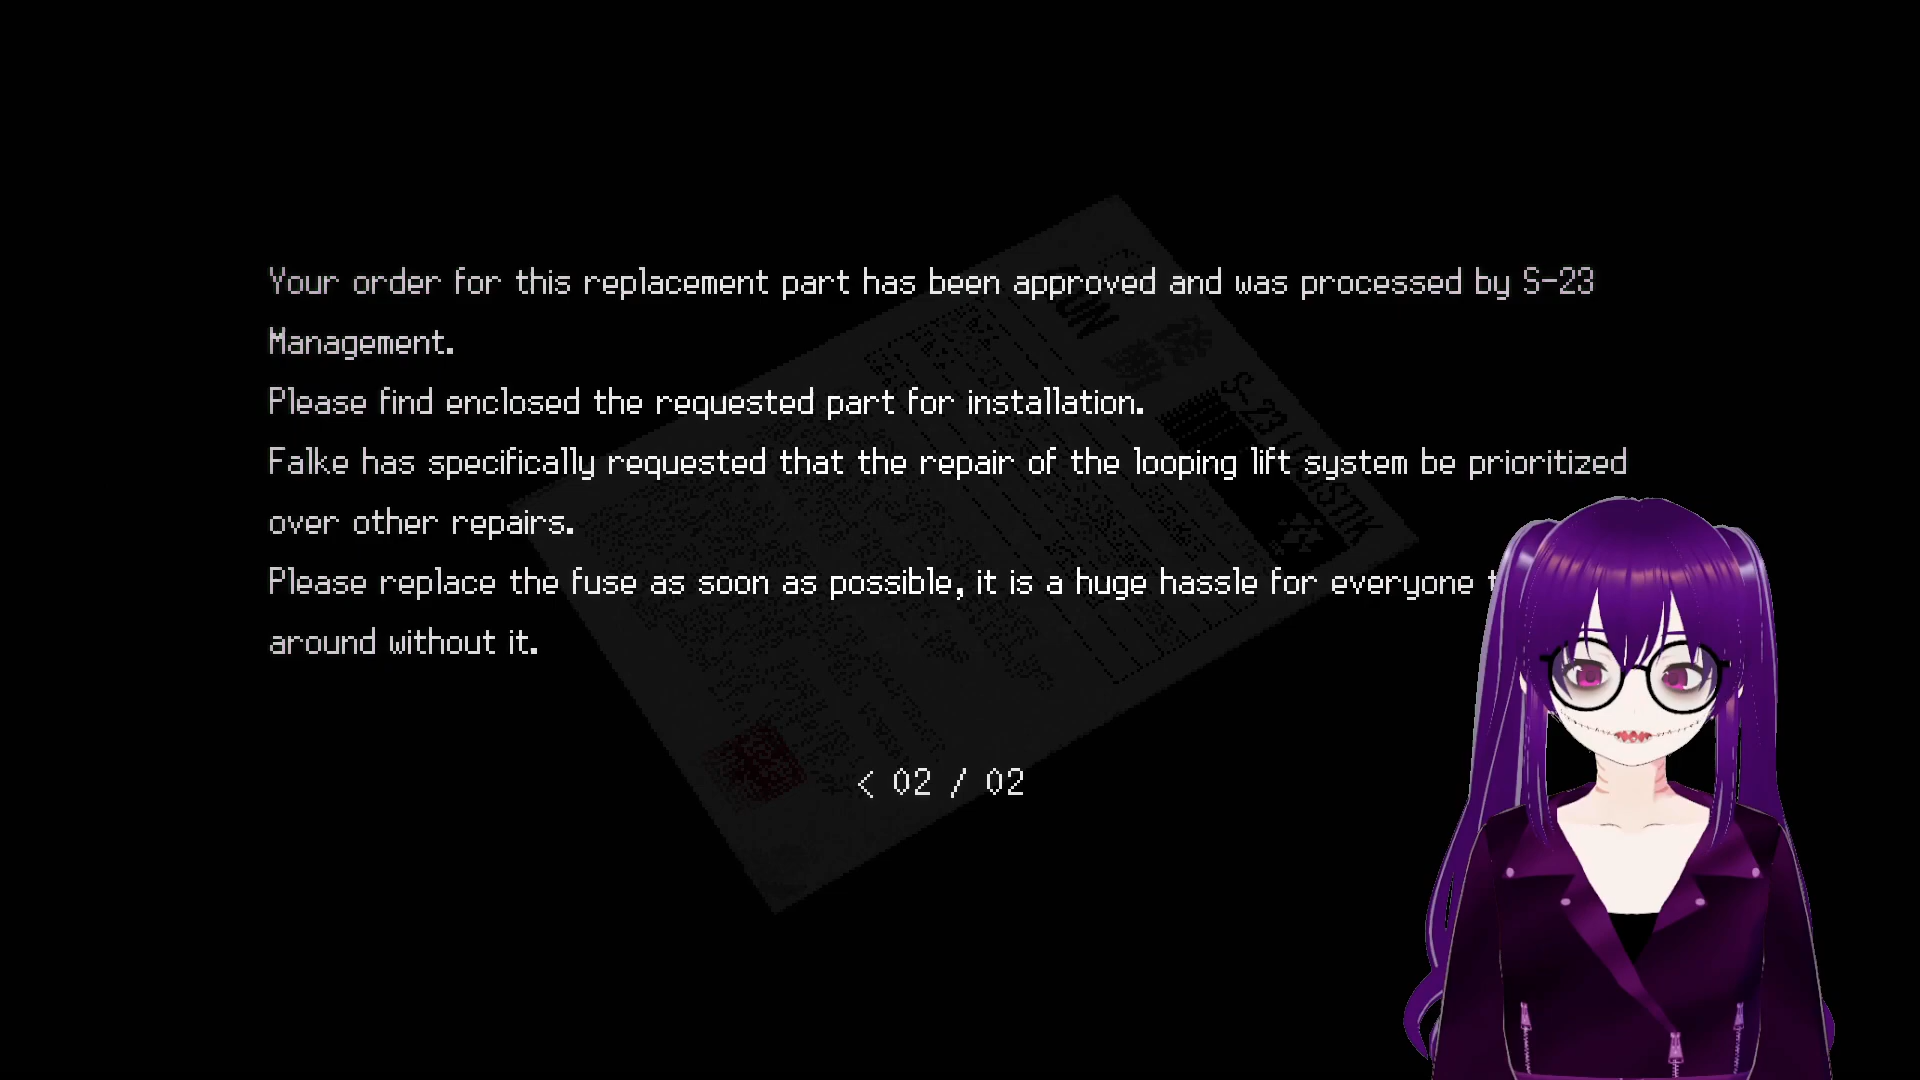 Your order for this replacement part has been approved and was processed by S-23
Management.
Please find enclosed the requested part for installation.
Falke has specifically requested that the repair of the looping lift system be prioritized
over other repairs.
Please replace the fuse as soon as possible, it is a huge hassle for everyone
around without it.
< 02 / 02